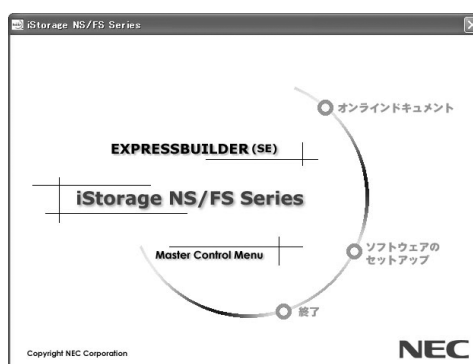 iStorage NS/FS Series
オンラインドキュメント
EXPRESSBUILDER (SE)
iStorage NS/FS Series
Master Control Menu
ソフトウェアの
セットアップ
終了
Copyright NEC Corporation
NEC